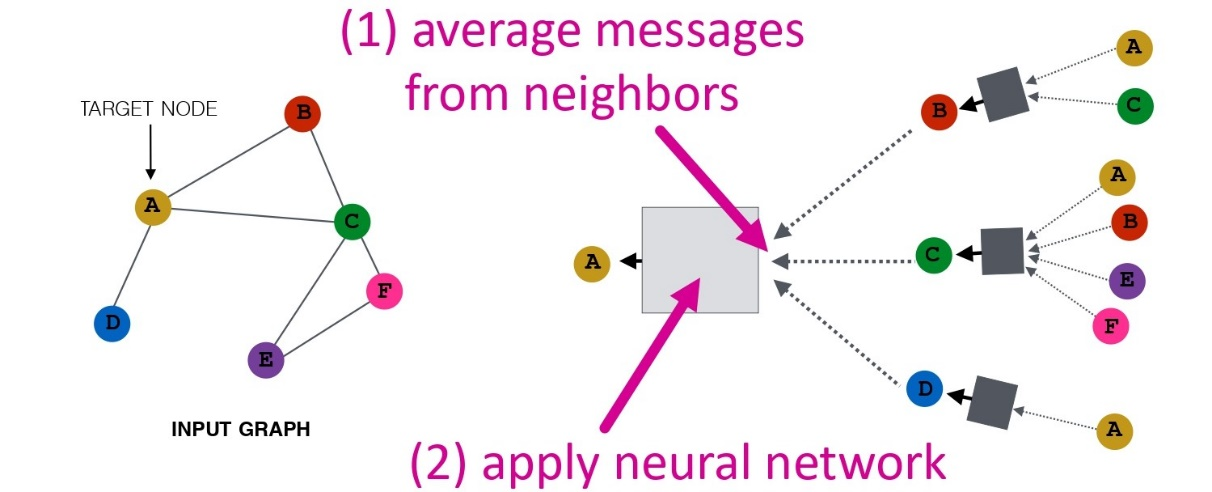 (1) average messages
from neighbors
TARGET NODE
B
A
C
F
D
E
INPUT GRAPH
A
B
A
C
C
A
B
E
F
D
A
(2) apply neural network